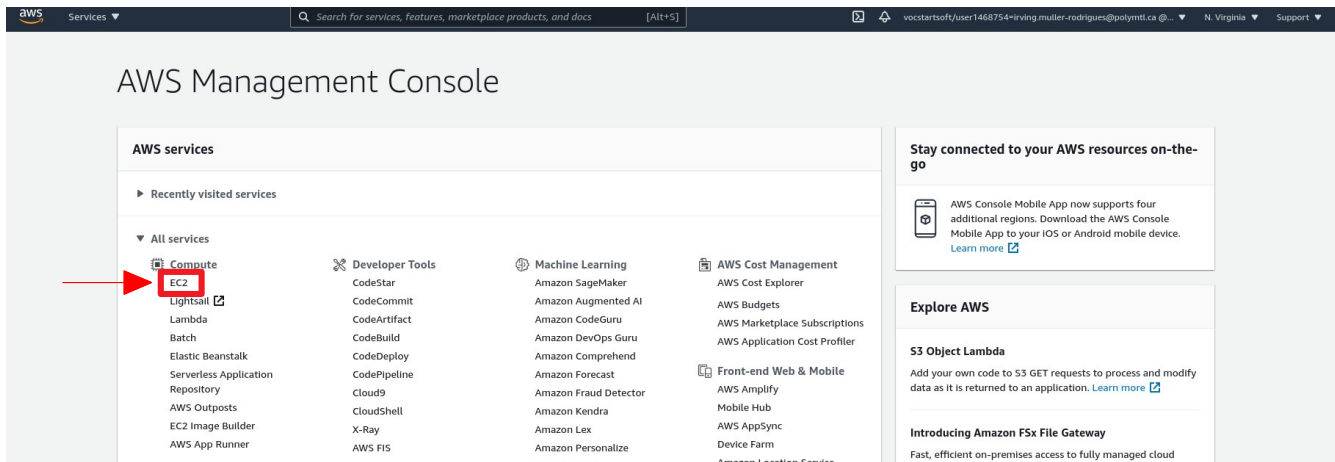 aws Services ▼ Search for services, features, marketplace products, and docs [Alt+S] vocstartsoft/user1468754=irving.muller-rodrigues@polymtl.ca @... ▼ N. Virginia ▼ Support ▼
AWS Management Console
AWS services
Recently visited services
All services
Compute
EC2
Lightsail
Lambda
Batch
Elastic Beanstalk
Serverless Application
Repository
AWS Outposts
EC2 Image Builder
AWS App Runner
Developer Tools
CodeStar
CodeCommit
CodeArtifact
CodeBuild
CodeDeploy
CodePipeline
Cloud9
CloudShell
X-Ray
AWS FIS
Machine Learning
Amazon SageMaker
Amazon Augmented AI
Amazon CodeGuru
Amazon DevOps Guru
Amazon Comprehend
Amazon Forecast
Amazon Fraud Detector
Amazon Kendra
Amazon Lex
Amazon Personalize
AWS Cost Management
AWS Cost Explorer
AWS Budgets
AWS Marketplace Subscriptions
AWS Application Cost Profiler
Front-end Web & Mobile
AWS Amplify
Mobile Hub
AWS AppSync
Device Farm
Amazon Location Service
Stay connected to your AWS resources on-the-
go
AWS Console Mobile App now supports four
additional regions. Download the AWS Console
Mobile App to your iOS or Android mobile device.
Learn more
Explore AWS
S3 Object Lambda
Add your own code to S3 GET requests to process and modify
data as it is returned to an application. Learn more
Introducing Amazon FSx File Gateway
Fast, efficient on-premises access to fully managed cloud